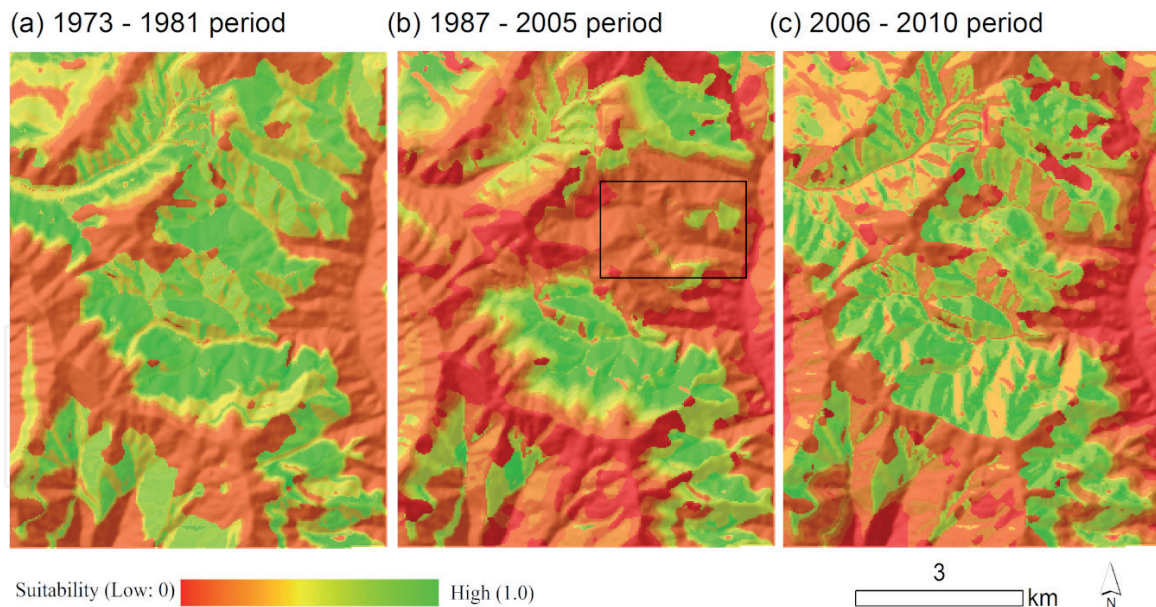 (a) 1973 - 1981 period
(b) 1987 - 2005 period
(c) 2006 - 2010 period
Suitability (Low: 0)
High (1.0)
3
km
N